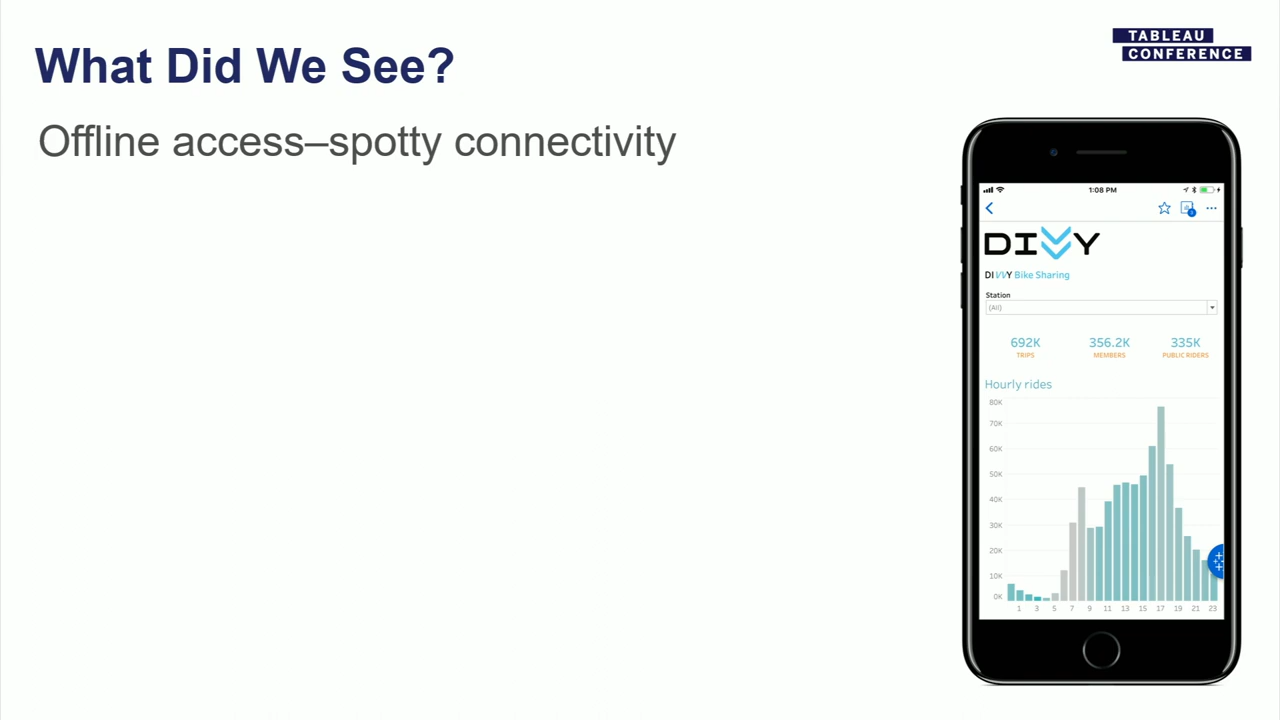 What Did We See?
TABLEAU
CONFERENCE
Offline access–spotty connectivity
1:08 PM
DIVVY
DIVVY Bike Sharing
Station
(All)
692K
356.2K
335K
TRIPS
MEMBERS
PUBLIC RIDERS
Hourly rides
80K
70K
60K
50K
40K
30K
20K
10K
0K
1 3 5 7 9 11 13 15 17 19 21 23